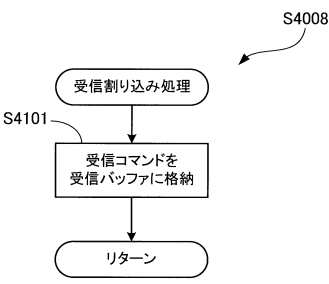 S4008
受信割り込み処理
S4101
受信コマンドを
受信バッファに格納
リターン